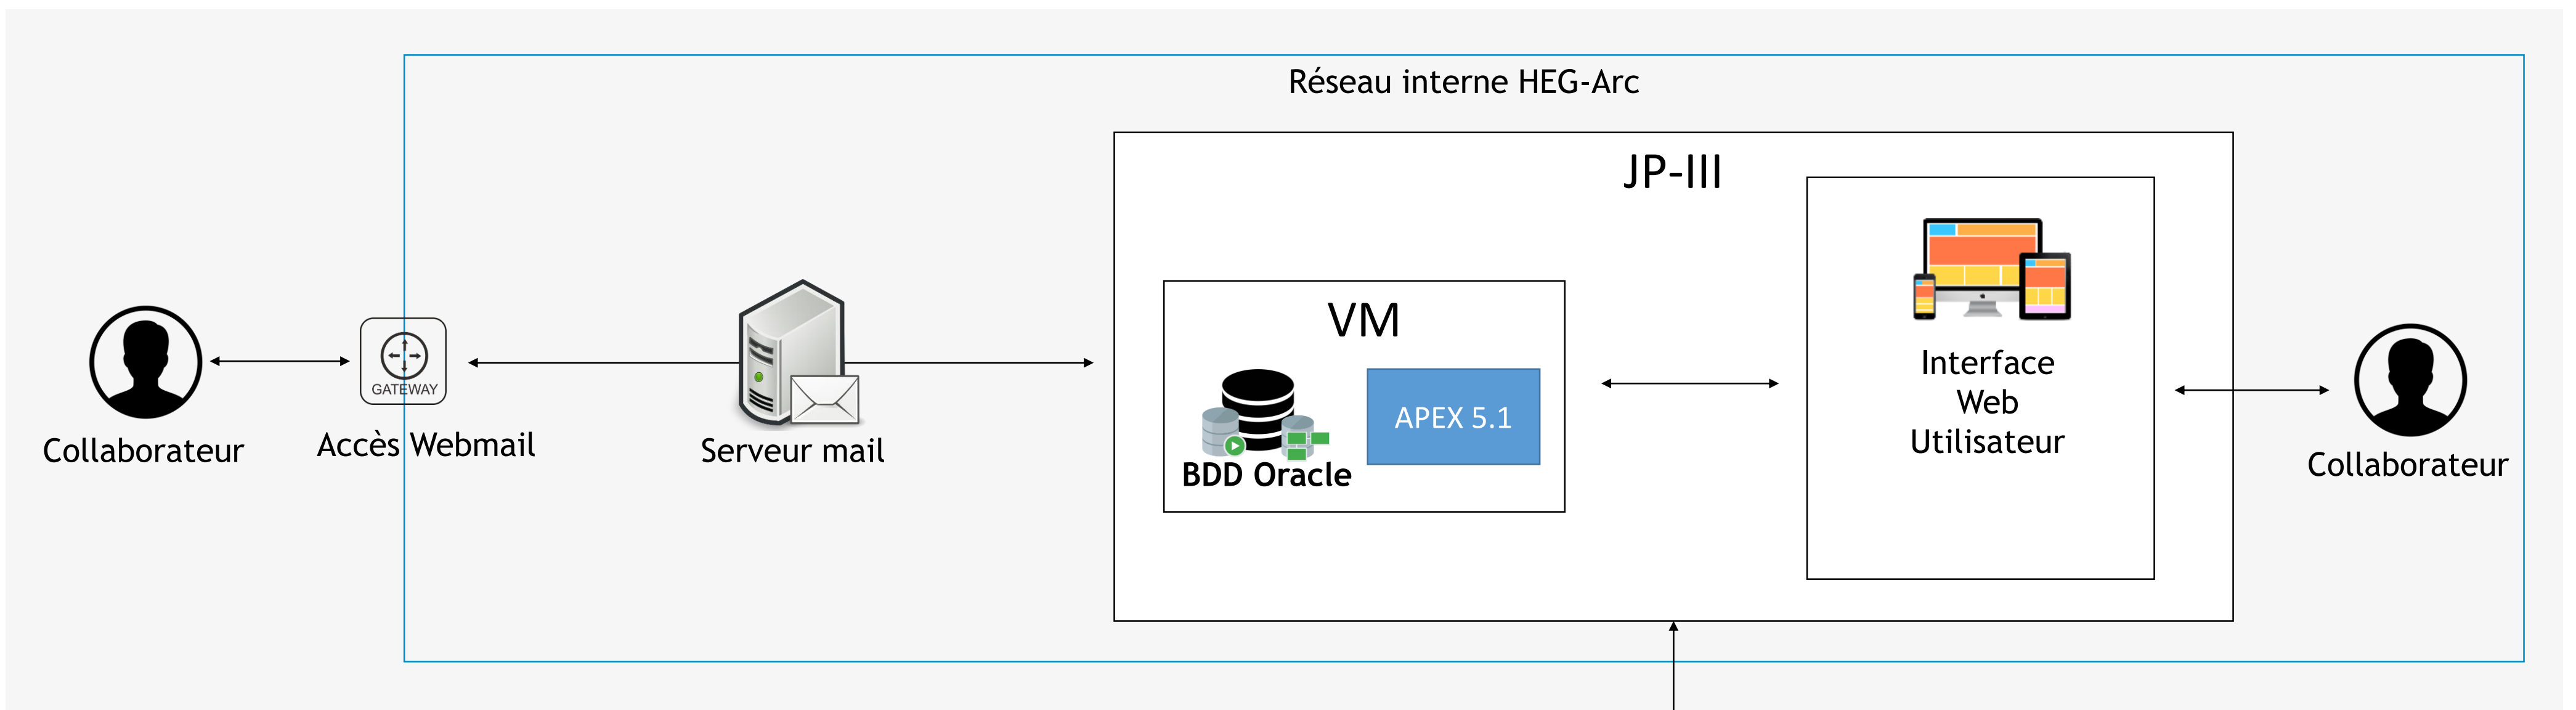 Réseau interne HEG-Arc
JP-III
VM
APEX 5.1
BDD Oracle
Interface
Web
Utilisateur
GATEWAY
Collaborateur
Accès Webmail
Serveur mail
Collaborateur